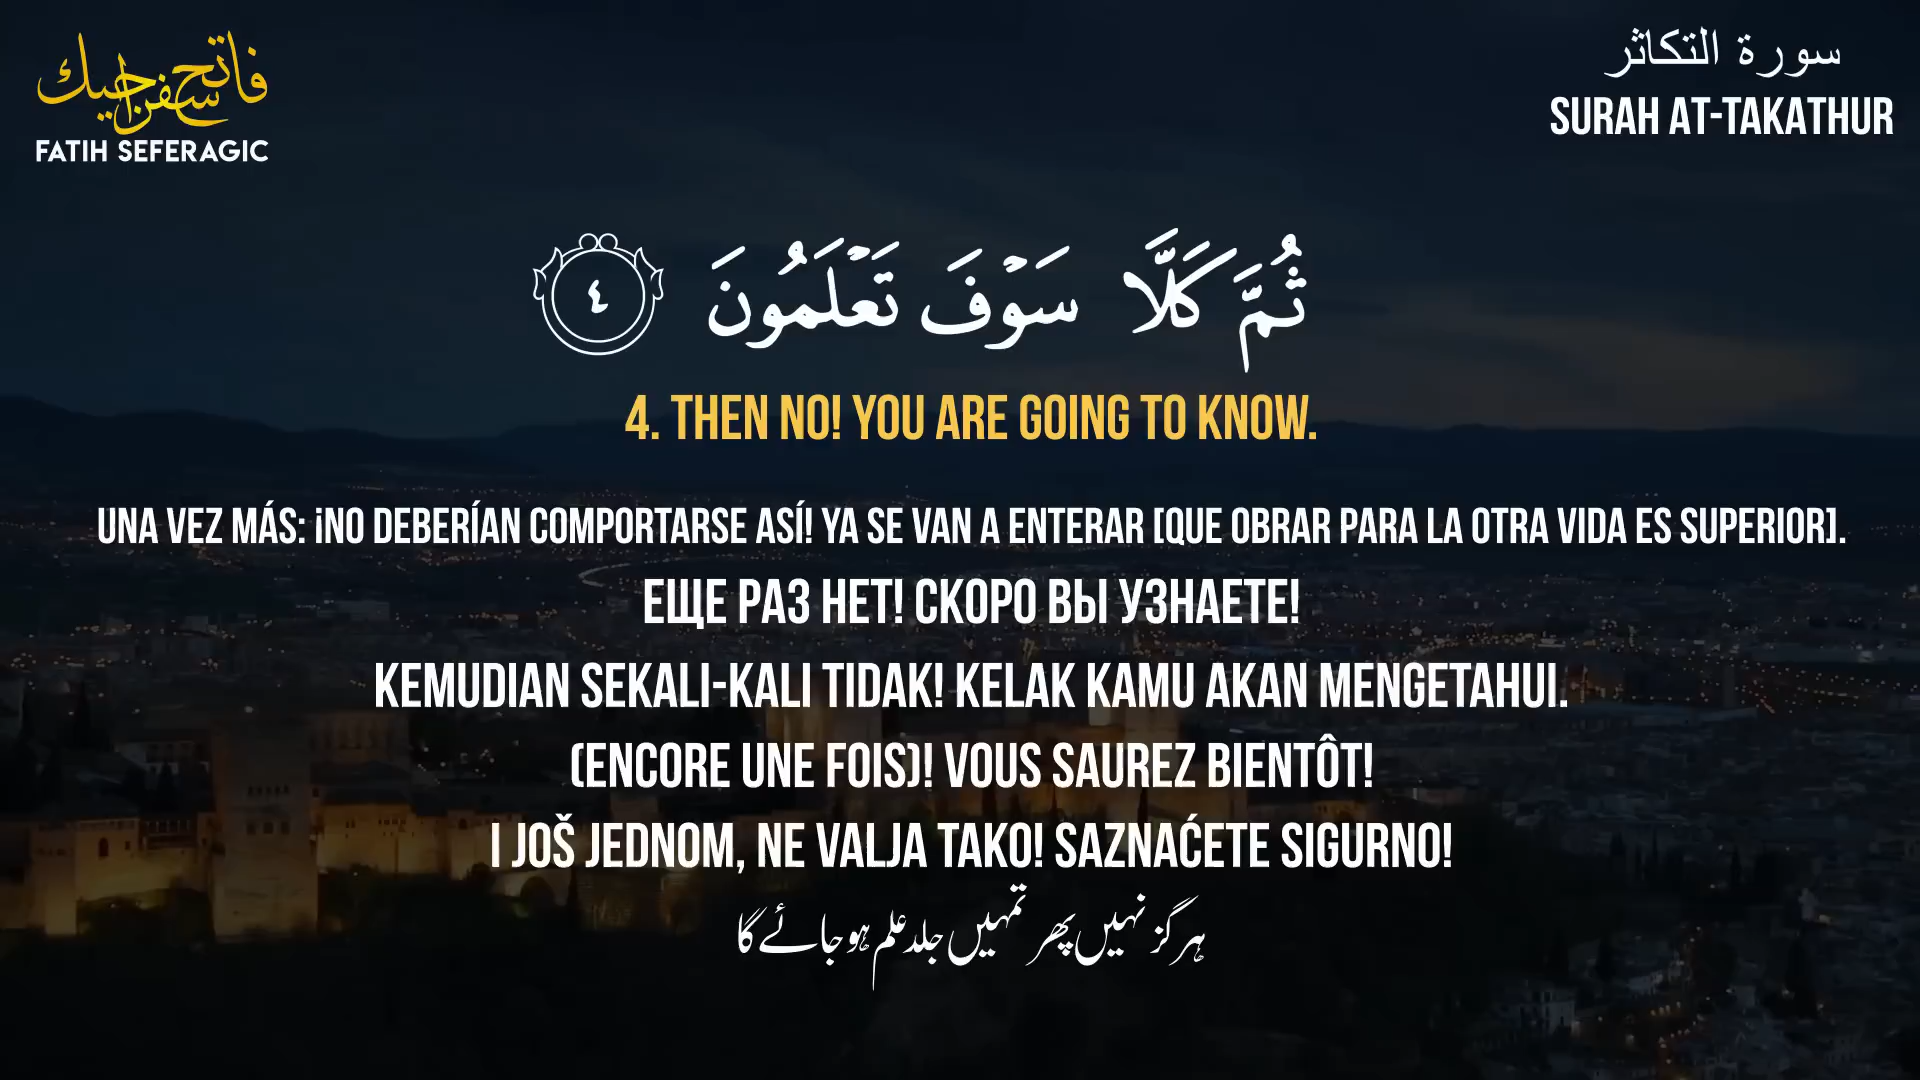 فاتح سفراجيك
FATIH SEFERAGIC
سورة التكاثر
SURAH AT-TAKATHUR
ثُمَّ كَلَّا سَوْفَ تَعْلَمُونَ ٤
4. THEN NO! YOU ARE GOING TO KNOW.
UNA VEZ MÁS: ¡NO DEBERÍAN COMPORTARSE ASÍ! YA SE VAN A ENTERAR [QUE OBRAR PARA LA OTRA VIDA ES SUPERIOR].
ЕЩЕ РАЗ НЕТ! СКОРО ВЫ УЗНАЕТЕ!
KEMUDIAN SEKALI-KALI TIDAK! KELAK KAMU AKAN MENGETAHUI.
(ENCORE UNE FOIS)! VOUS SAUREZ BIENTÔT!
I JOŠ JEDNOM, NE VALJA TAKO! SAZNAĆETE SIGURNO!
ہرگز نہیں پھر تمہیں جلد علم ہو جائے گا